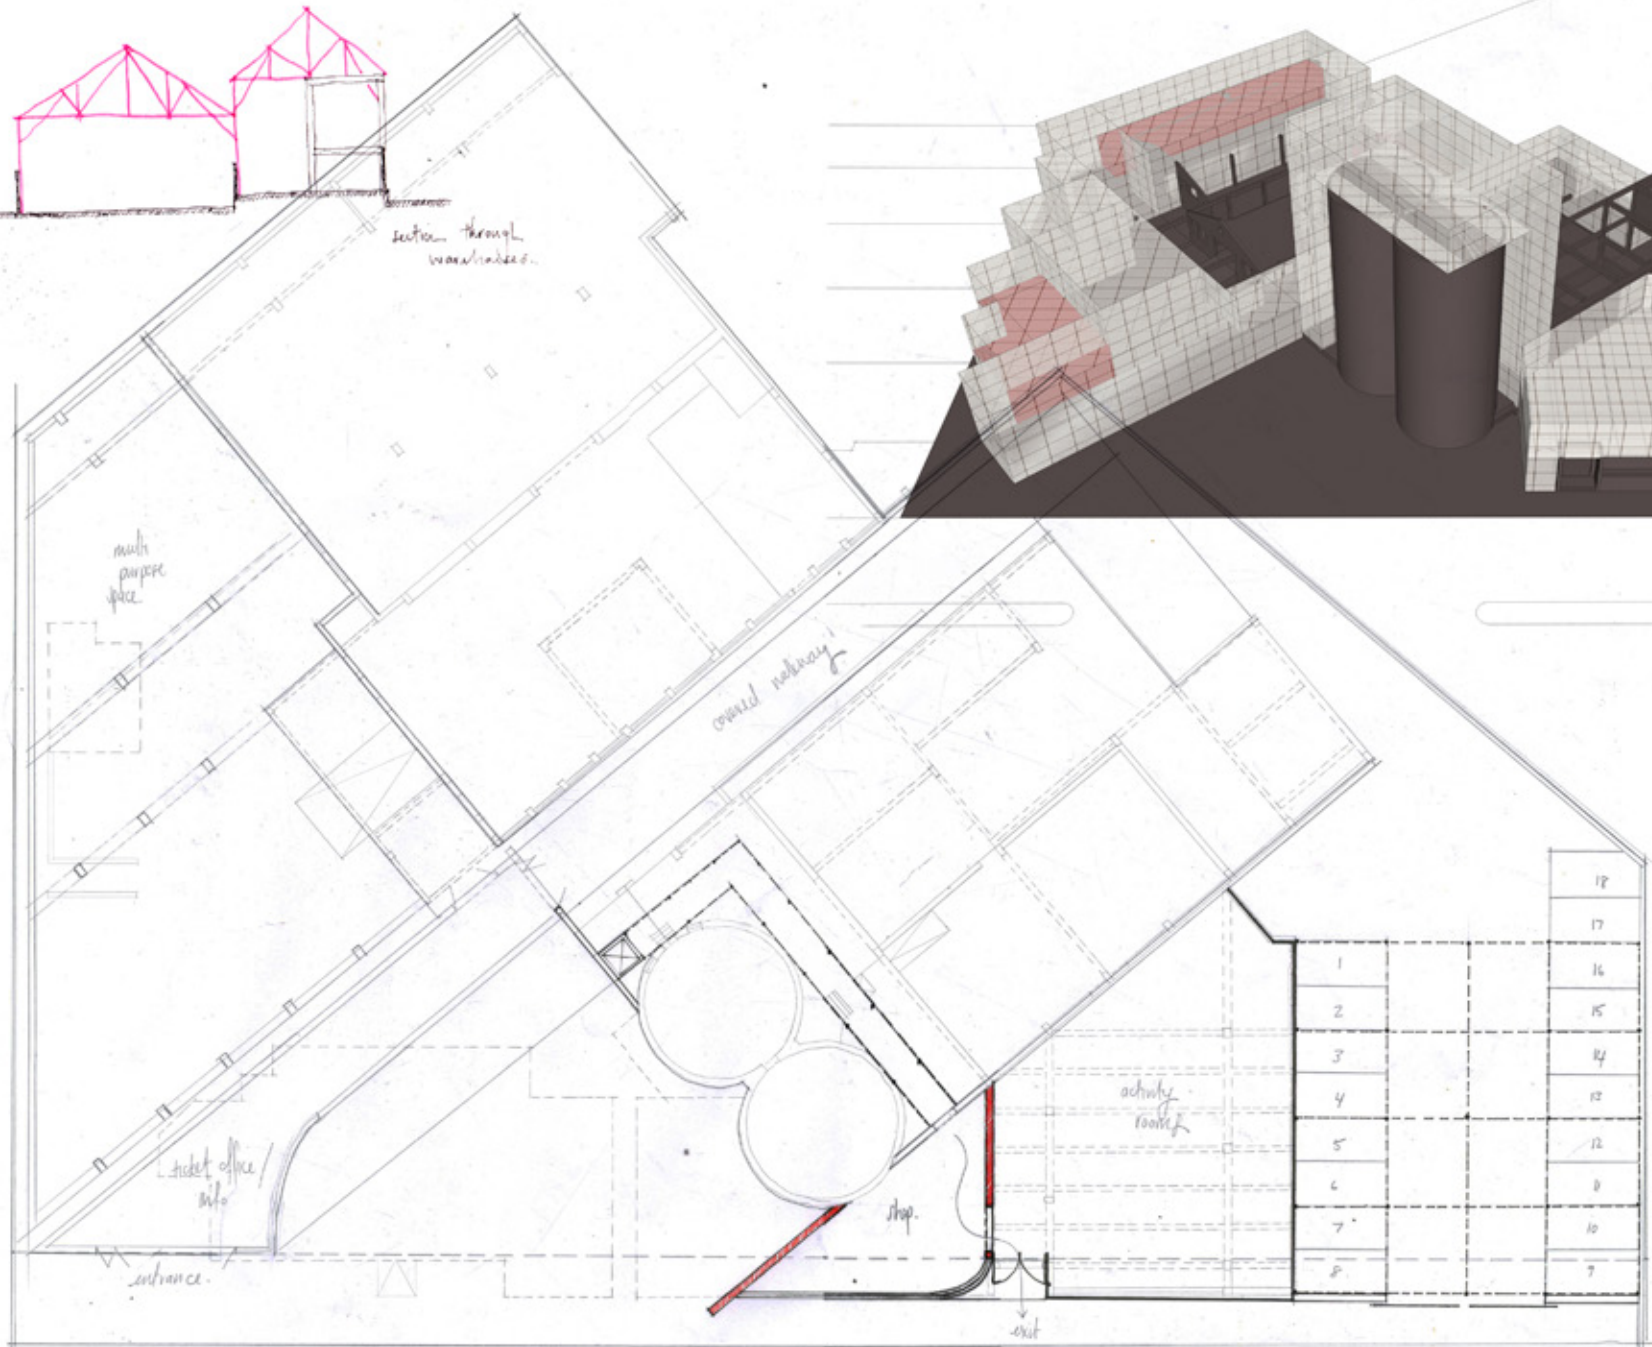 section through
warehouses.
multi
purpose
space
covered walkway
ticket office /
info
entrance.
shop.
activity
rooms
exit
1
2
3
4
5
6
7
8
18
17
16
15
14
13
12
11
10
9